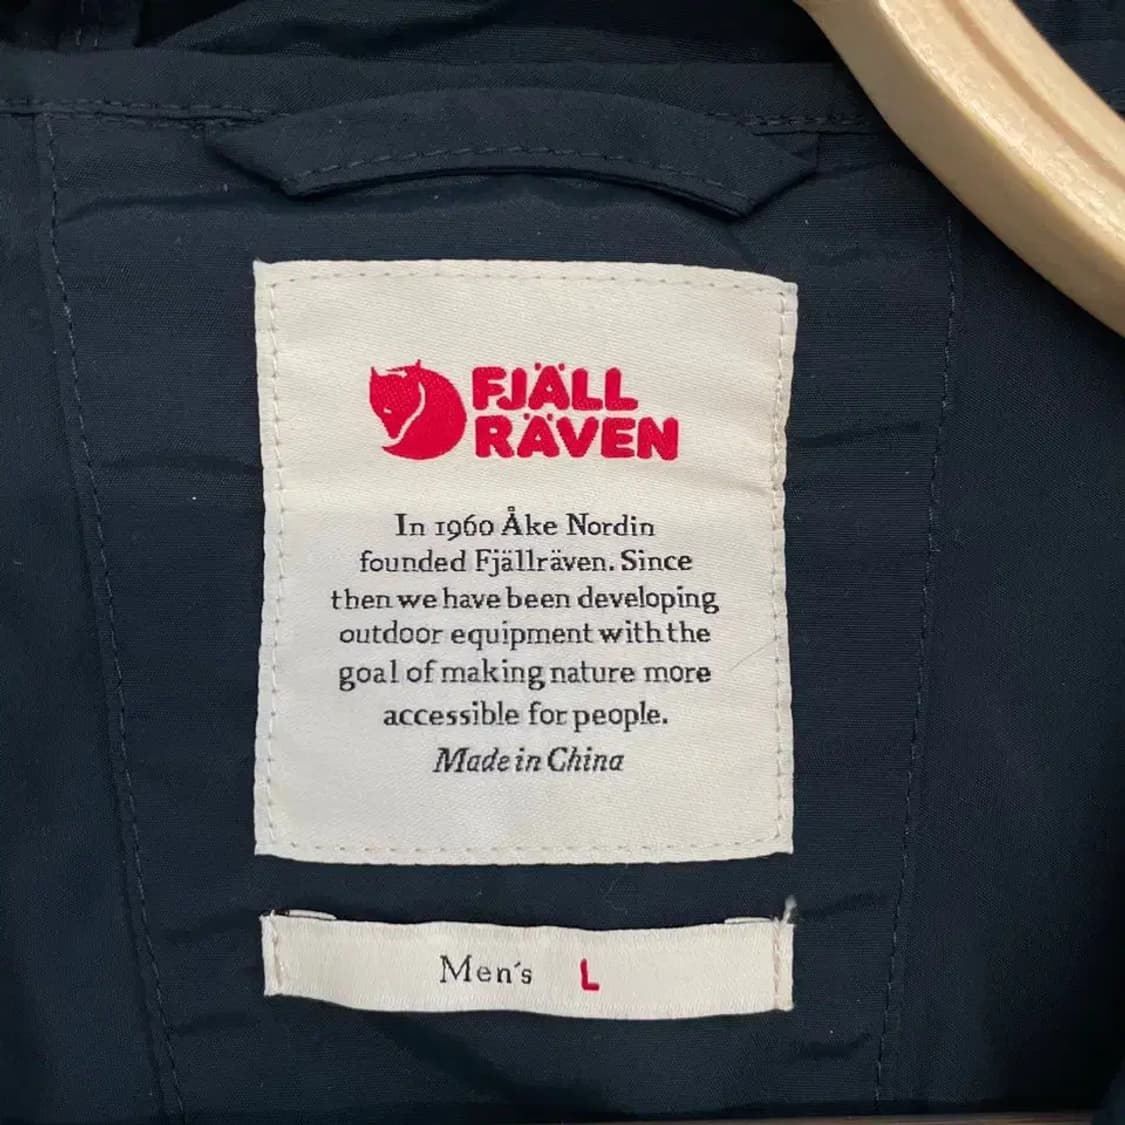 FJÄLL
RÄVEN
In 1960 Åke Nordin
founded Fjällräven. Since
then we have been developing
outdoor equipment with the
goal of making nature more
accessible for people.
Made in China
Men's L